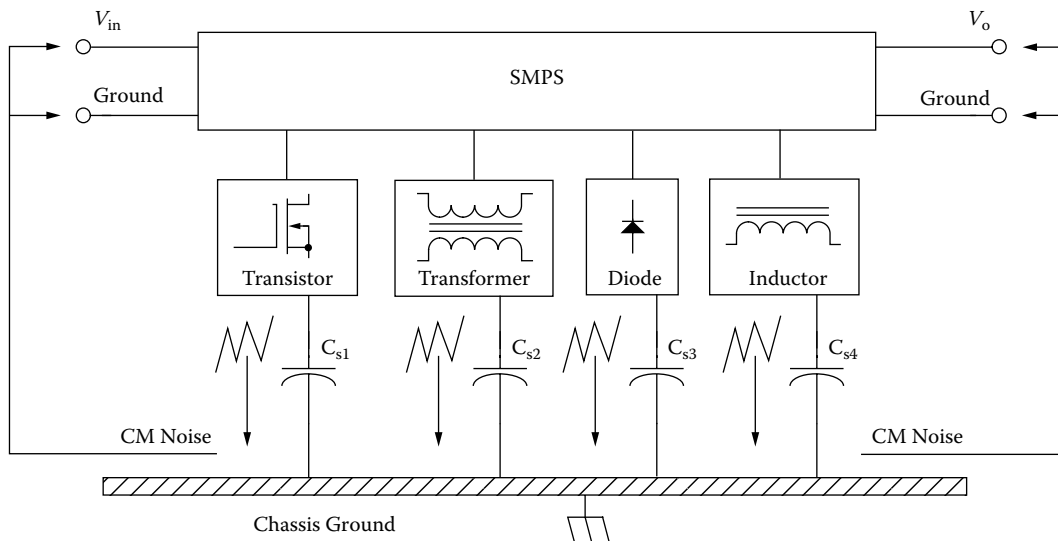 V_in
V_o
SMPS
Ground
Ground
Transistor
Transformer
Diode
Inductor
C_s1
C_s2
C_s3
C_s4
CM Noise
CM Noise
Chassis Ground